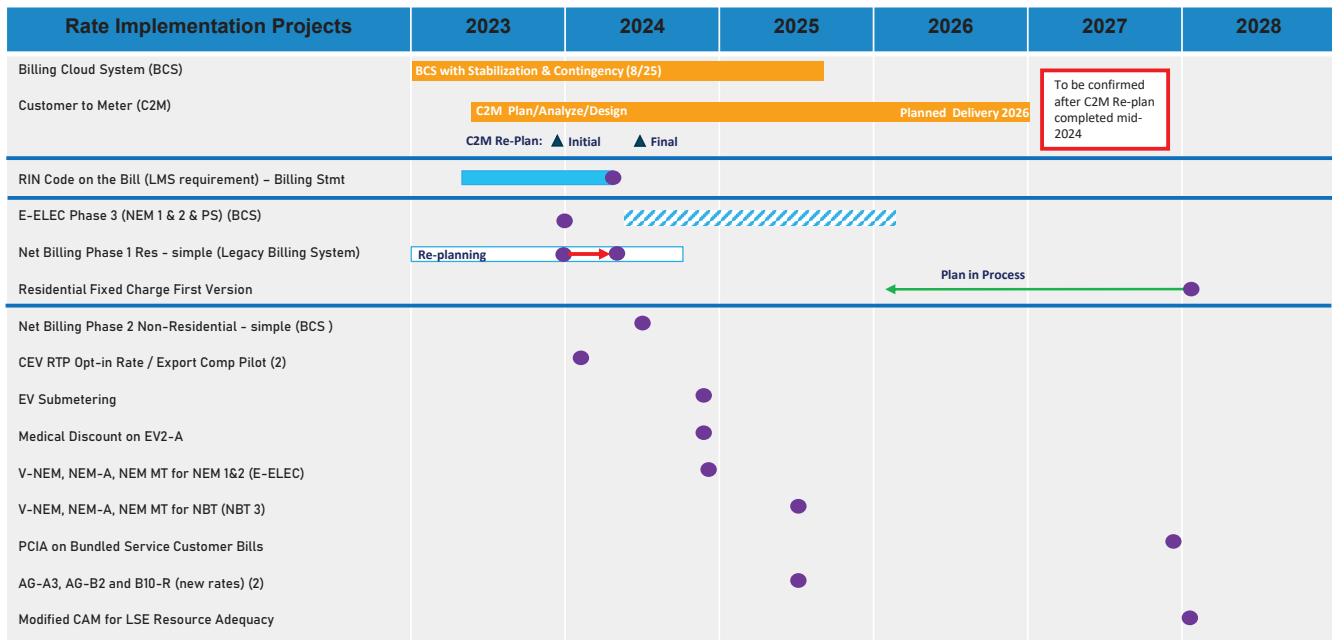 Rate Implementation Projects 2023 2024 2025 2026 2027 2028
Billing Cloud System (BCS)
BCS with Stabilization & Contingency (8/25)
Customer to Meter (C2M)
C2M Plan/Analyze/Design
Planned Delivery 2026
To be confirmed
after C2M Re-plan
completed mid-
2024
C2M Re-Plan: Initial Final
RIN Code on the Bill (LMS requirement) – Billing Stmt
E-ELEC Phase 3 (NEM 1 & 2 & PS) (BCS)
Net Billing Phase 1 Res - simple (Legacy Billing System)
Re-planning
Plan in Process
Residential Fixed Charge First Version
Net Billing Phase 2 Non-Residential - simple (BCS )
CEV RTP Opt-in Rate / Export Comp Pilot (2)
EV Submetering
Medical Discount on EV2-A
V-NEM, NEM-A, NEM MT for NEM 1&2 (E-ELEC)
V-NEM, NEM-A, NEM MT for NBT (NBT 3)
PCIA on Bundled Service Customer Bills
AG-A3, AG-B2 and B10-R (new rates) (2)
Modified CAM for LSE Resource Adequacy